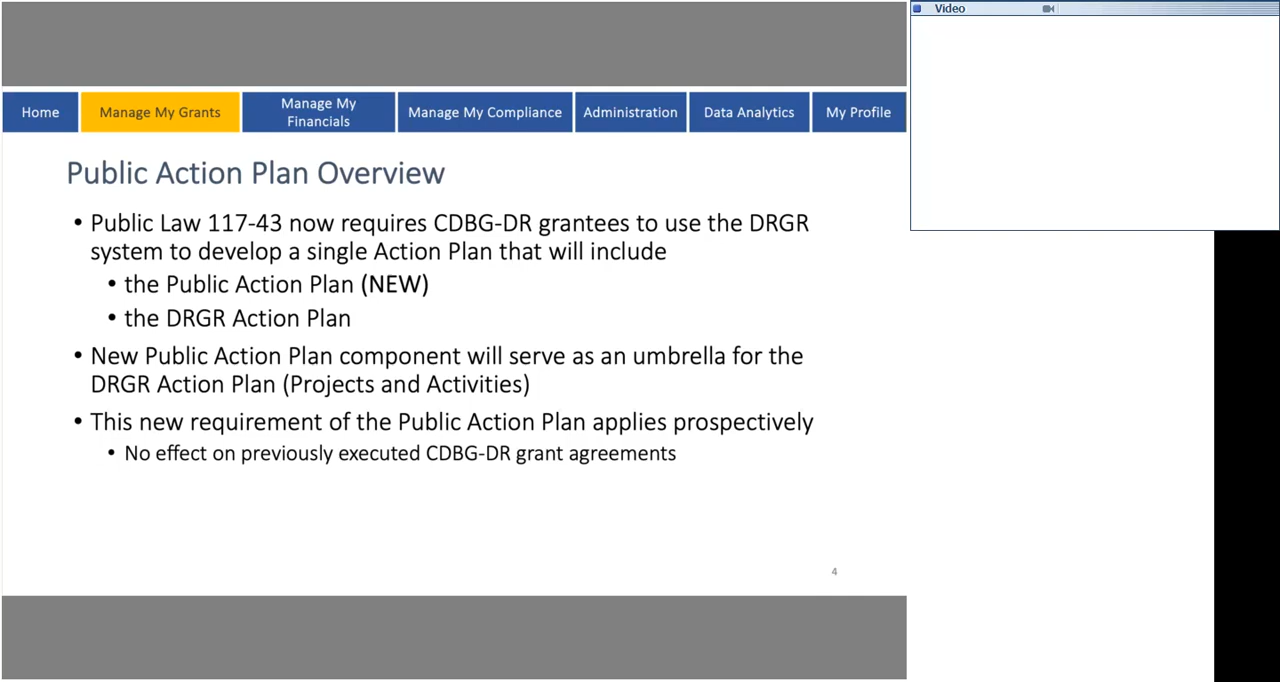 Video
Home
Manage My Grants
Manage My
Financials
Manage My Compliance
Administration
Data Analytics
My Profile
Public Action Plan Overview
• Public Law 117-43 now requires CDBG-DR grantees to use the DRGR
system to develop a single Action Plan that will include
• the Public Action Plan (NEW)
• the DRGR Action Plan
• New Public Action Plan component will serve as an umbrella for the
DRGR Action Plan (Projects and Activities)
• This new requirement of the Public Action Plan applies prospectively
• No effect on previously executed CDBG-DR grant agreements
4